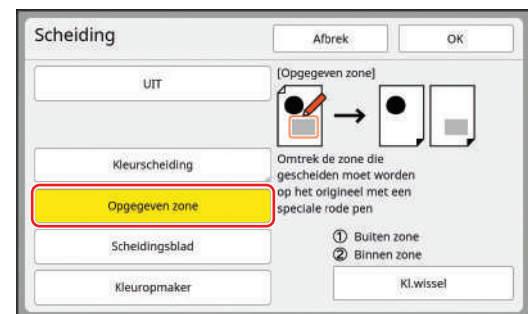 Scheiding
Afbrek
OK
UIT
Kleurscheiding
Opgegeven zone
Scheidingsblad
Kleuropmaker
[Opgegeven zone]
Omtrek de zone die
gescheiden moet worden
op het origineel met een
speciale rode pen
① Buiten zone
② Binnen zone
Kl.wissel